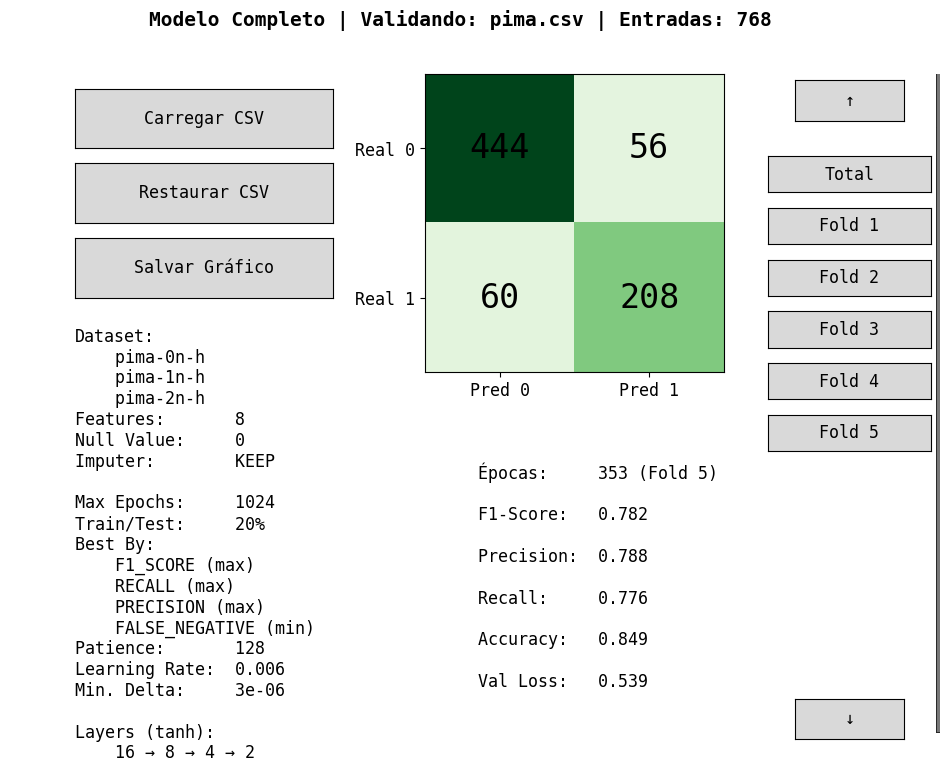 Modelo Completo | Validando: pima.csv | Entradas: 768
Carregar CSV
Restaurar CSV
Salvar Gráfico
Dataset:
pima-0n-h
pima-1n-h
pima-2n-h
Features: 8
Null Value: 0
Imputer: KEEP
Max Epochs: 1024
Train/Test: 20%
Best By:
F1_SCORE (max)
RECALL (max)
PRECISION (max)
FALSE_NEGATIVE (min)
Patience: 128
Learning Rate: 0.006
Min. Delta: 3e-06
Layers (tanh):
16 → 8 → 4 → 2
Real 0 444 56
Real 1 60 208
Pred 0 Pred 1
Épocas: 353 (Fold 5)
F1-Score: 0.782
Precision: 0.788
Recall: 0.776
Accuracy: 0.849
Val Loss: 0.539
↑
Total
Fold 1
Fold 2
Fold 3
Fold 4
Fold 5
↓